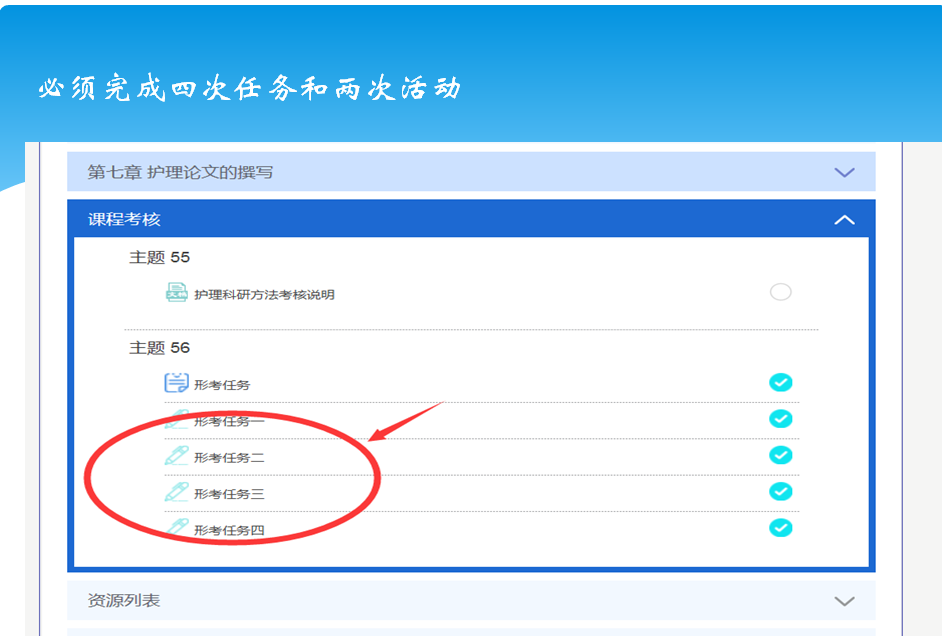 必须完成四次任务和两次活动
第七章 护理论文的撰写
课程考核
主题 55
护理科研方法考核说明
主题 56
形考任务
形考任务一
形考任务二
形考任务三
形考任务四
资源列表